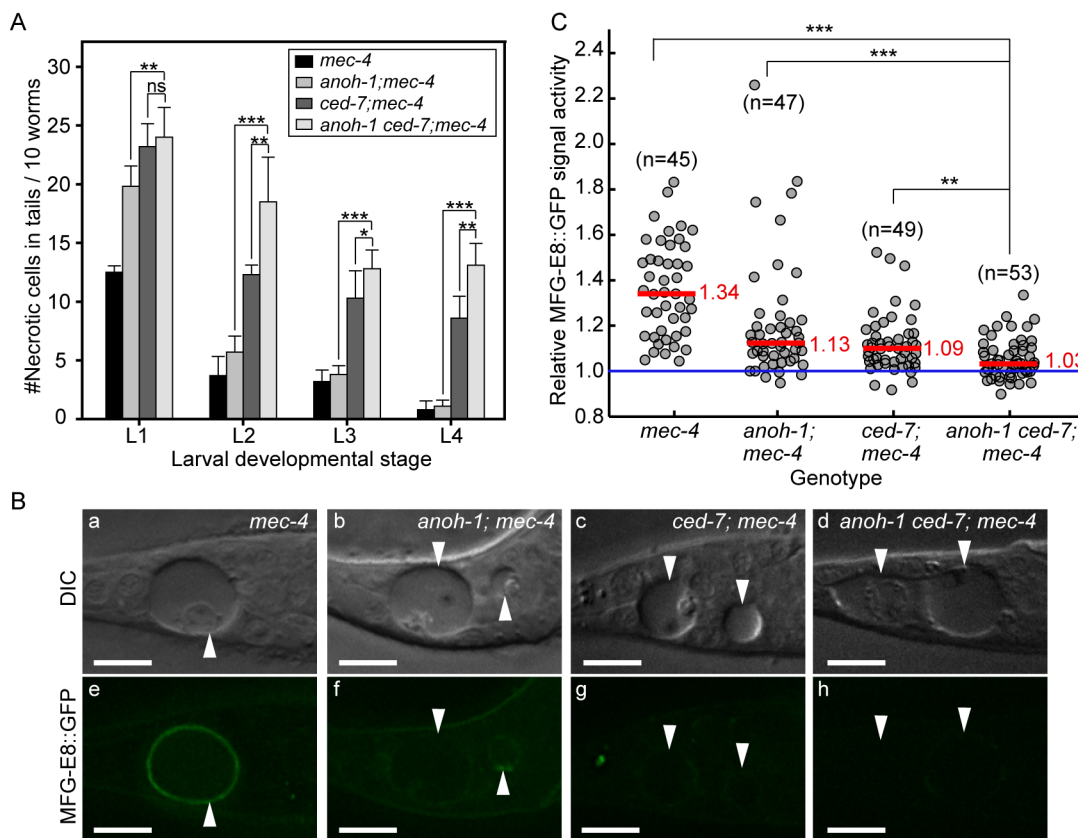 A
#Necrotic cells in tails / 10 worms
30
25
20
15
10
5
0
mec-4
anoh-1;mec-4
ced-7;mec-4
anoh-1 ced-7;mec-4
**
ns
***
**
***
*
***
**
L1
L2
L3
L4
Larval developmental stage
C
Relative MFG-E8::GFP signal activity
2.4
2.2
2.0
1.8
1.6
1.4
1.2
1.0
0.8
***
***
**
(n=45)
(n=47)
(n=49)
(n=53)
1.34
1.13
1.09
1.03
mec-4
anoh-1;
mec-4
ced-7;
mec-4
anoh-1 ced-7;
mec-4
Genotype
B
DIC
a
mec-4
b
anoh-1; mec-4
c
ced-7; mec-4
d
anoh-1 ced-7; mec-4
MFG-E8::GFP
e
f
g
h